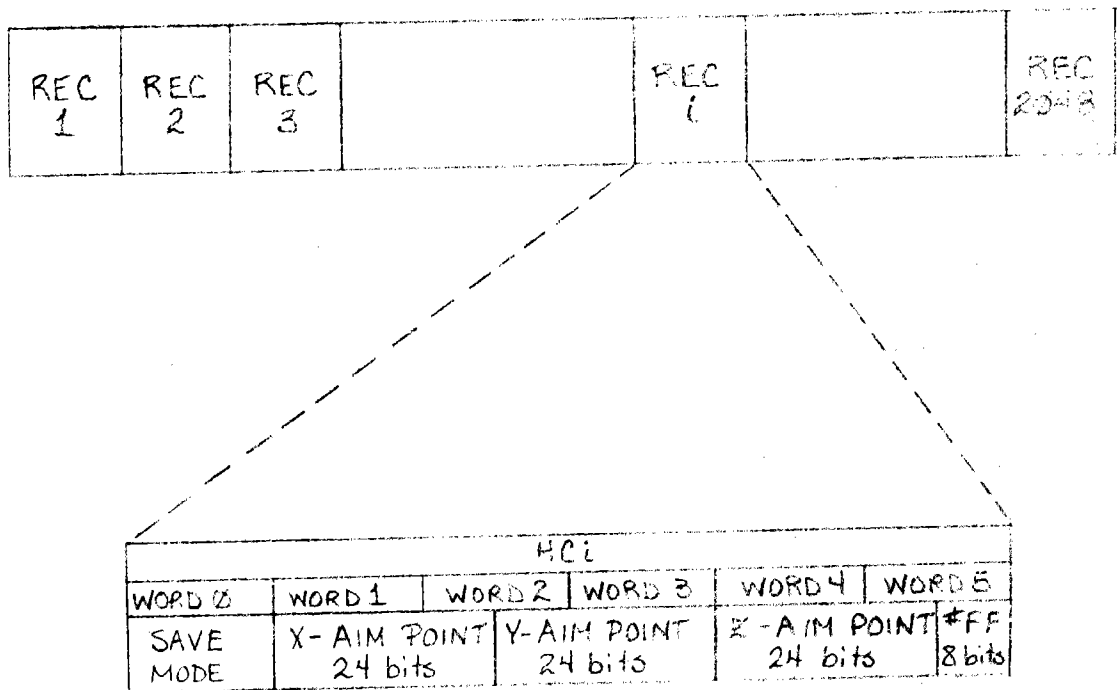 REC REC REC REC REC
1 2 3 i 2048
HCi
WORD Ø WORD 1 WORD 2 WORD 3 WORD 4 WORD 5
SAVE X-AIM POINT Y-AIM POINT Z-AIM POINT #FF
MODE 24 bits 24 bits 24 bits 8 bits